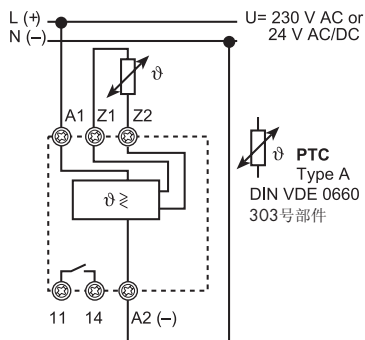 L (+)
U= 230 V AC or
N (−)
24 V AC/DC
ϑ
A1 Z1 Z2
ϑ PTC
Type A
DIN VDE 0660
303号部件
ϑ ≷
11 14 A2 (−)